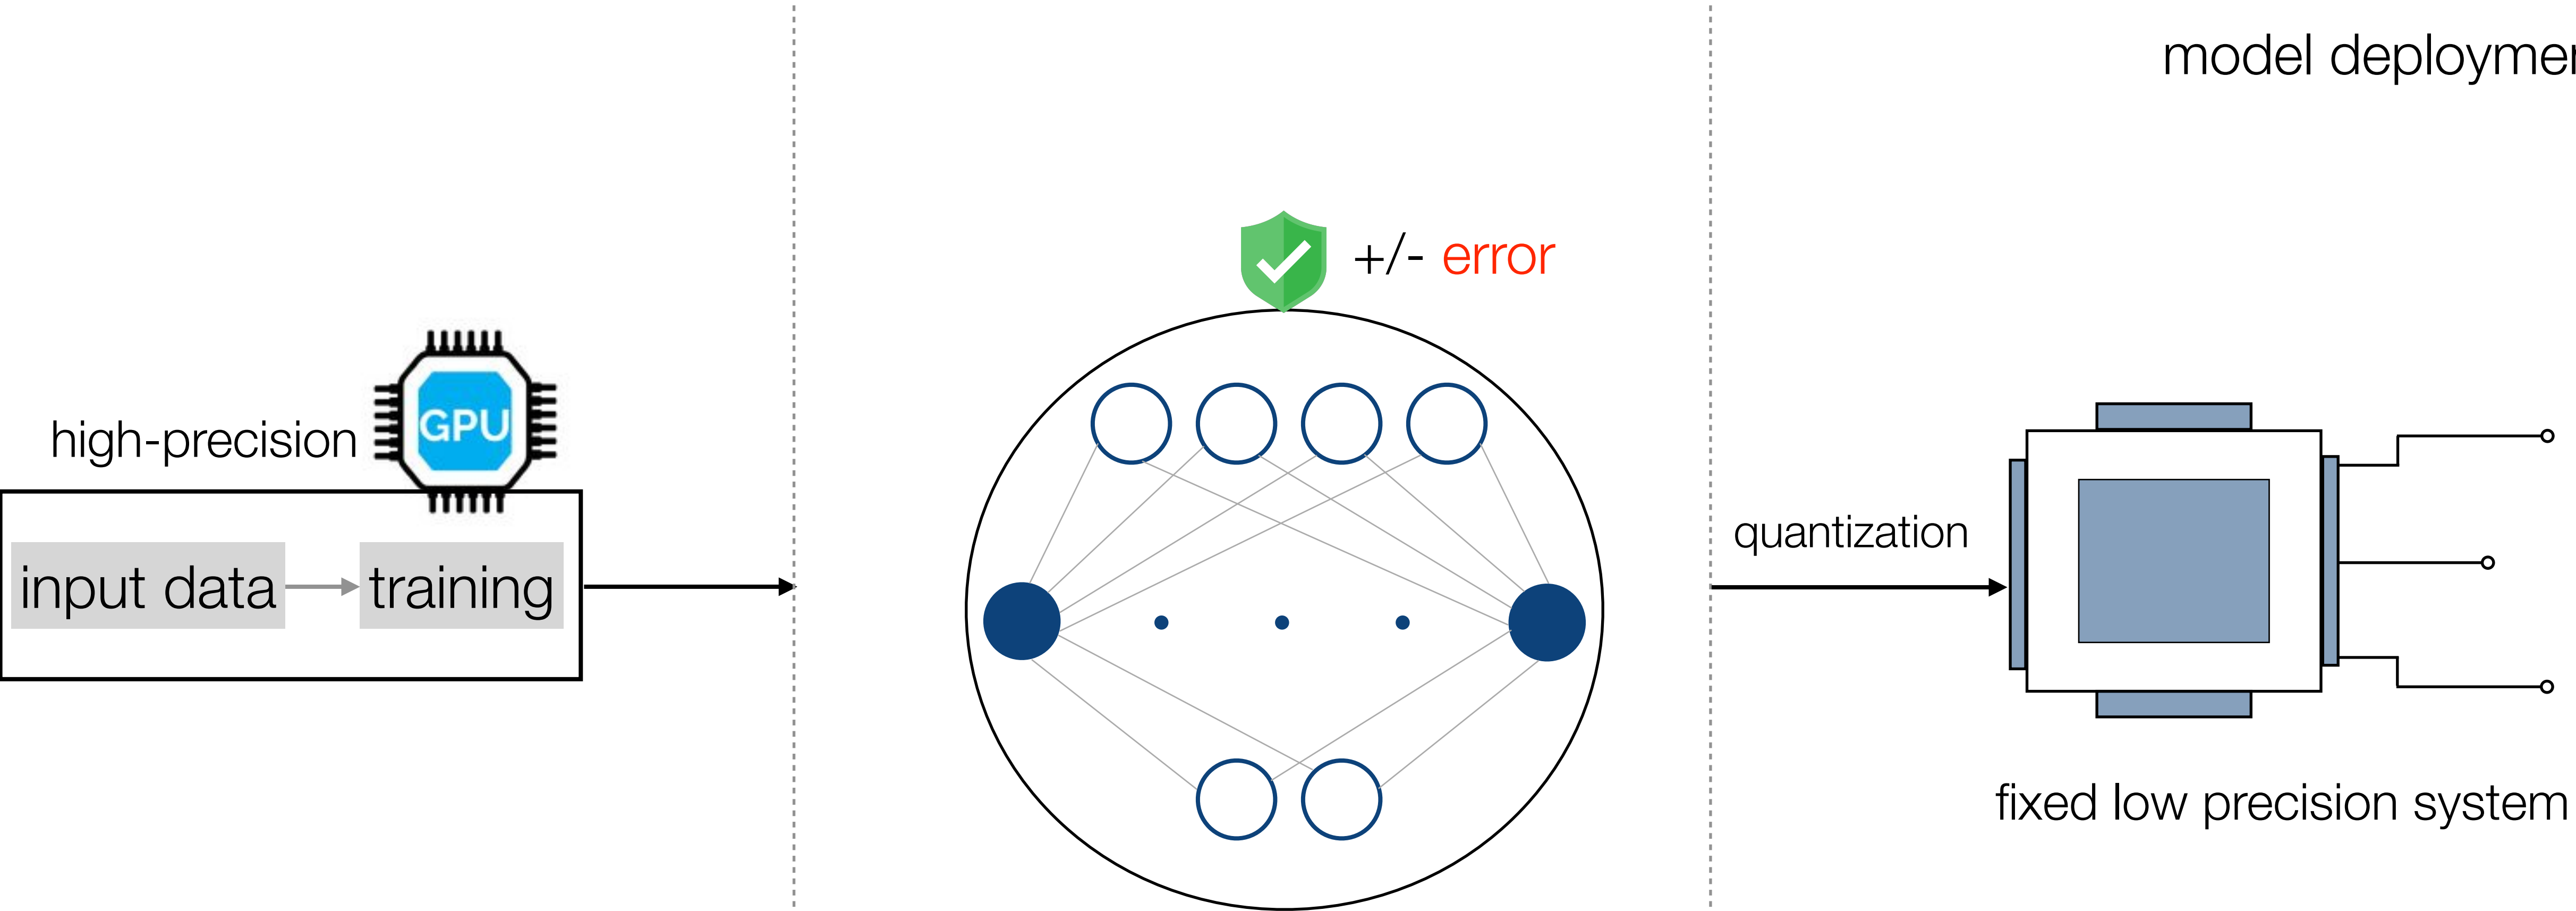 model deploymen
+/- error
high-precision
GPU
input data
training
quantization
fixed low precision system